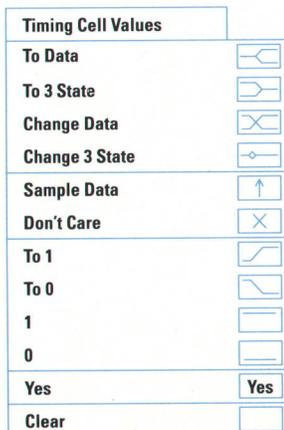 Timing Cell Values
To Data
To 3 State
Change Data
Change 3 State
Sample Data
Don't Care
To 1
To 0
1
0
Yes Yes
Clear